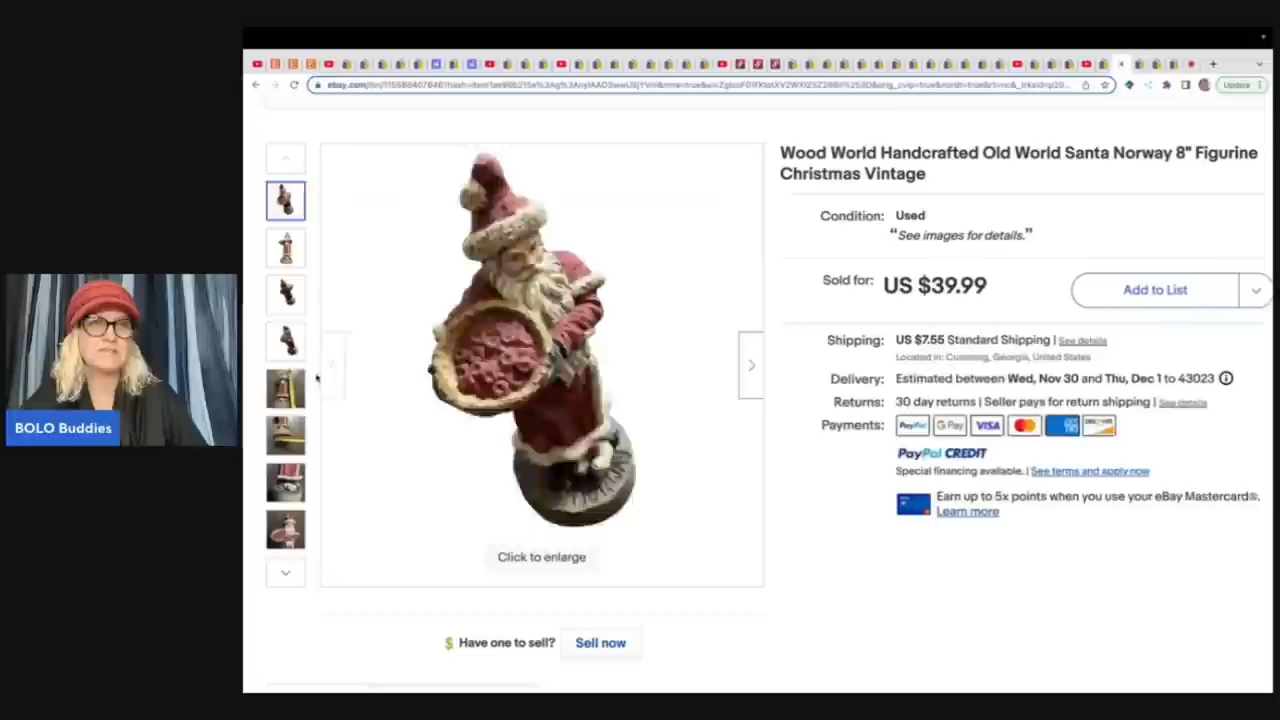 Update
Wood World Handcrafted Old World Santa Norway 8" Figurine
Christmas Vintage
Condition: Used
"See images for details."
Sold for: US $39.99
Add to List
Shipping: US $7.55 Standard Shipping | See details
Located in: Cumming, Georgia, United States
Delivery: Estimated between Wed, Nov 30 and Thu, Dec 1 to 43023
Returns: 30 day returns | Seller pays for return shipping | See details
Payments: PayPal G Pay VISA
PayPal CREDIT
Special financing available. | See terms and apply now
Earn up to 5x points when you use your eBay Mastercard®.
Learn more
BOLO Buddies
Click to enlarge
Have one to sell? Sell now